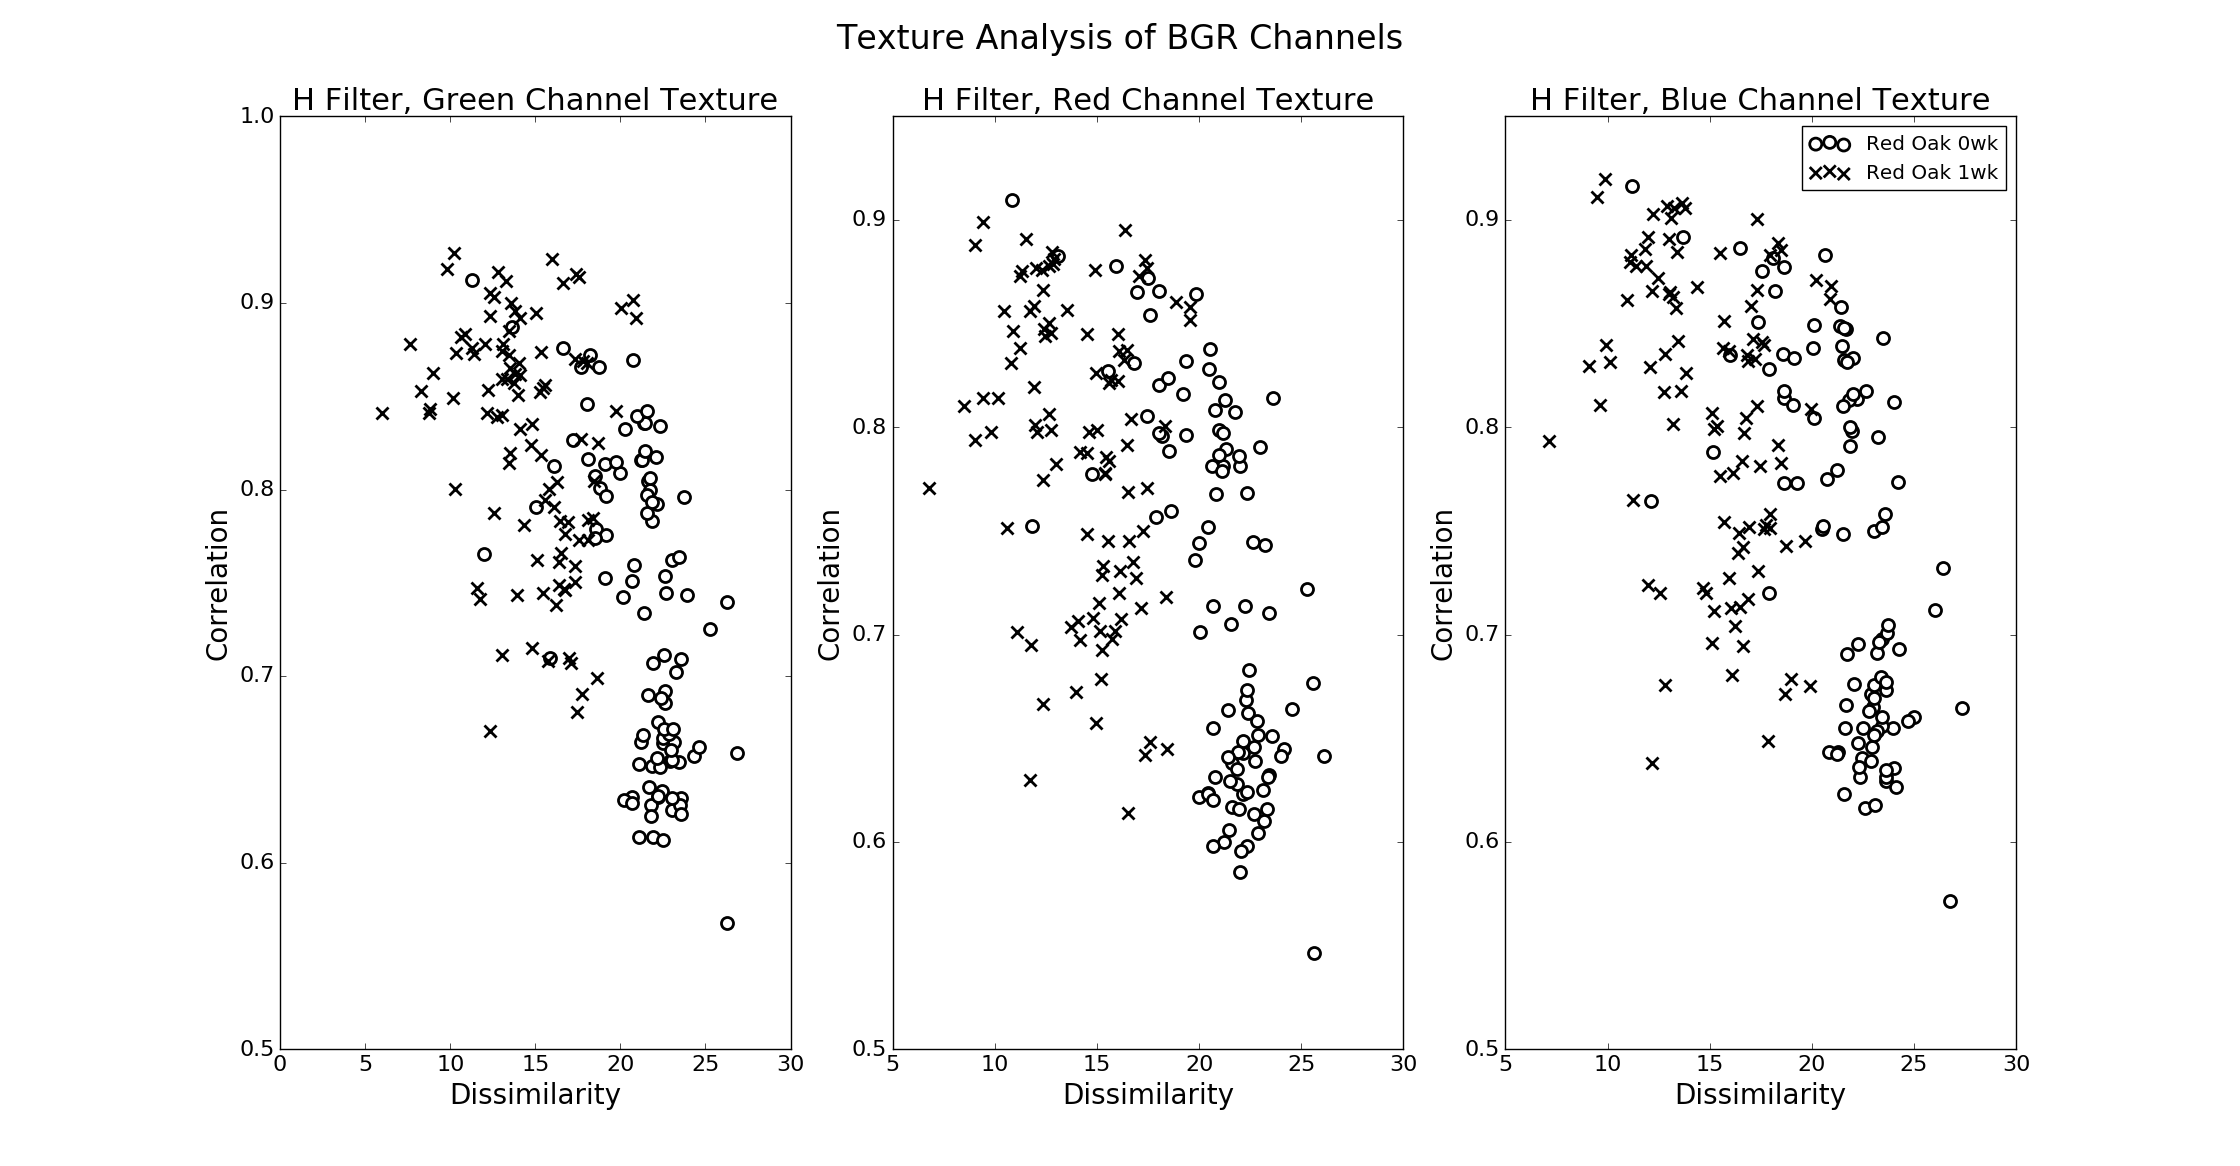 Texture Analysis of BGR Channels
H Filter, Green Channel Texture
1.0
0.9
0.8
0.7
0.6
0.5
0 5 10 15 20 25 30
Correlation
Dissimilarity
H Filter, Red Channel Texture
0.9
0.8
0.7
0.6
0.5
5 10 15 20 25 30
Correlation
Dissimilarity
H Filter, Blue Channel Texture
Red Oak 0wk
Red Oak 1wk
0.9
0.8
0.7
0.6
0.5
5 10 15 20 25 30
Correlation
Dissimilarity